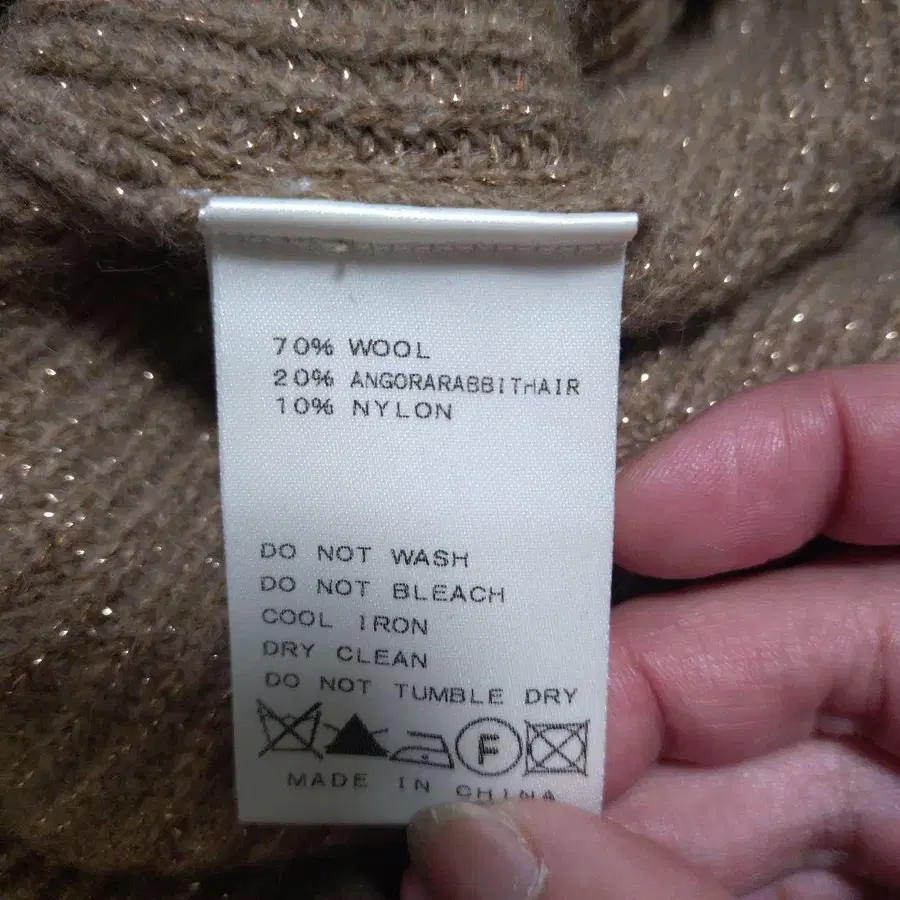 70% WOOL
20% ANGORARABBITHAIR
10% NYLON
DO NOT WASH
DO NOT BLEACH
COOL IRON
DRY CLEAN
DO NOT TUMBLE DRY
F
MADE IN CHINA